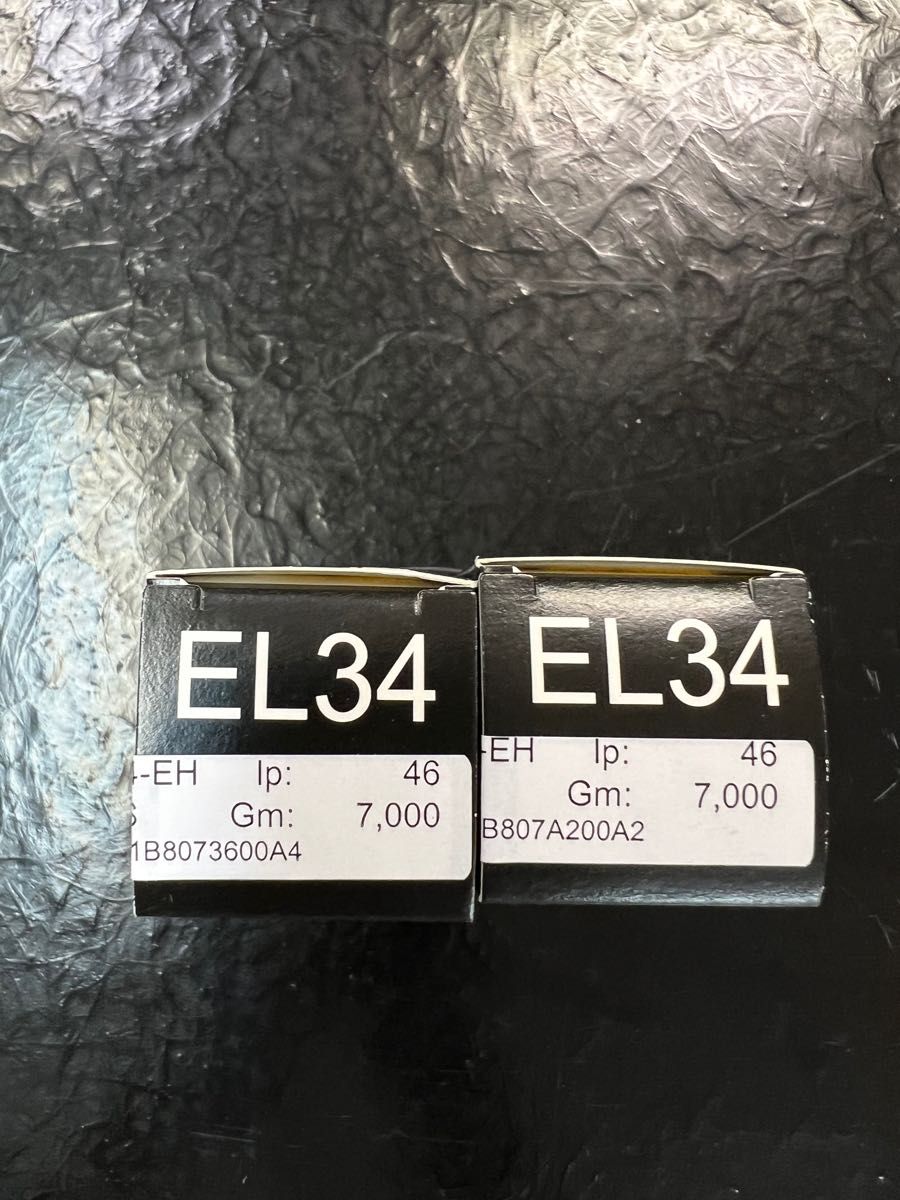 EL34
-EH Ip: 46
Gm: 7,000
1B8073600A4
EL34
-EH Ip: 46
Gm: 7,000
B807A200A2